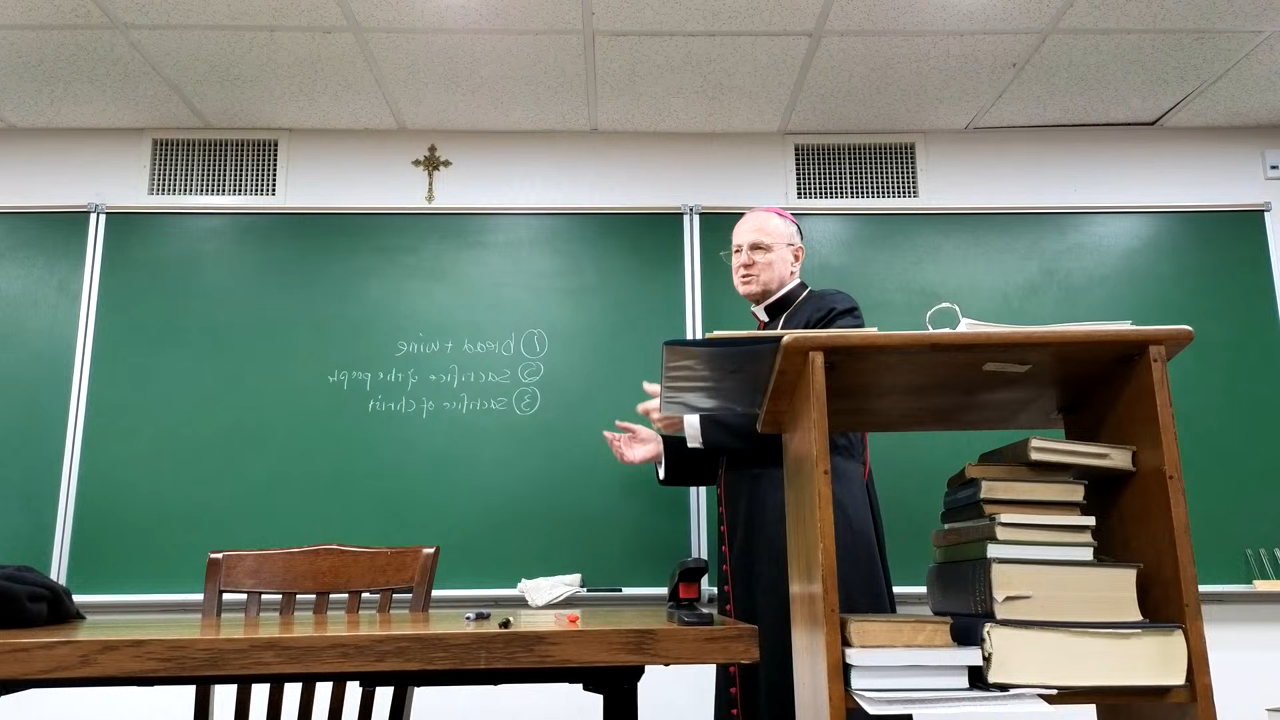 ① bread + wine
② sacrifice of the people
③ sacrifice of christ